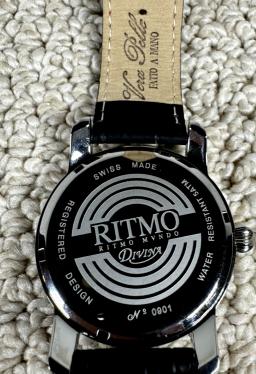 Vera Pelle
FATTO A MANO
SWISS MADE
REGISTERED DESIGN
WATER RESISTANT 5ATM
RITMO
RITMO MVNDO
DIVINA
Nº 0901